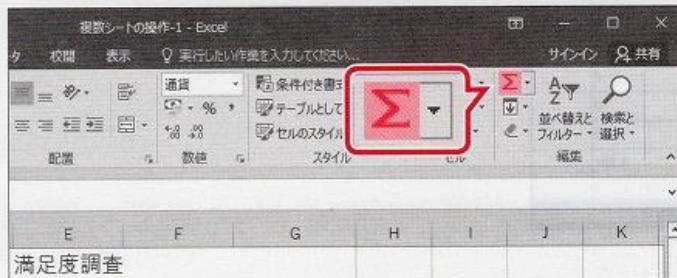 複数シートの操作-1 - Excel
タ 校閲 表示 実行したい作業を入力してください... サインイン 共有
通貨 条件付き書式
% , テーブルとして
セルのスタイル
Σ
Σ
並べ替えと フィルター
検索と 選択
配置 数値 スタイル セル 編集
E F G H I J K
満足度調査